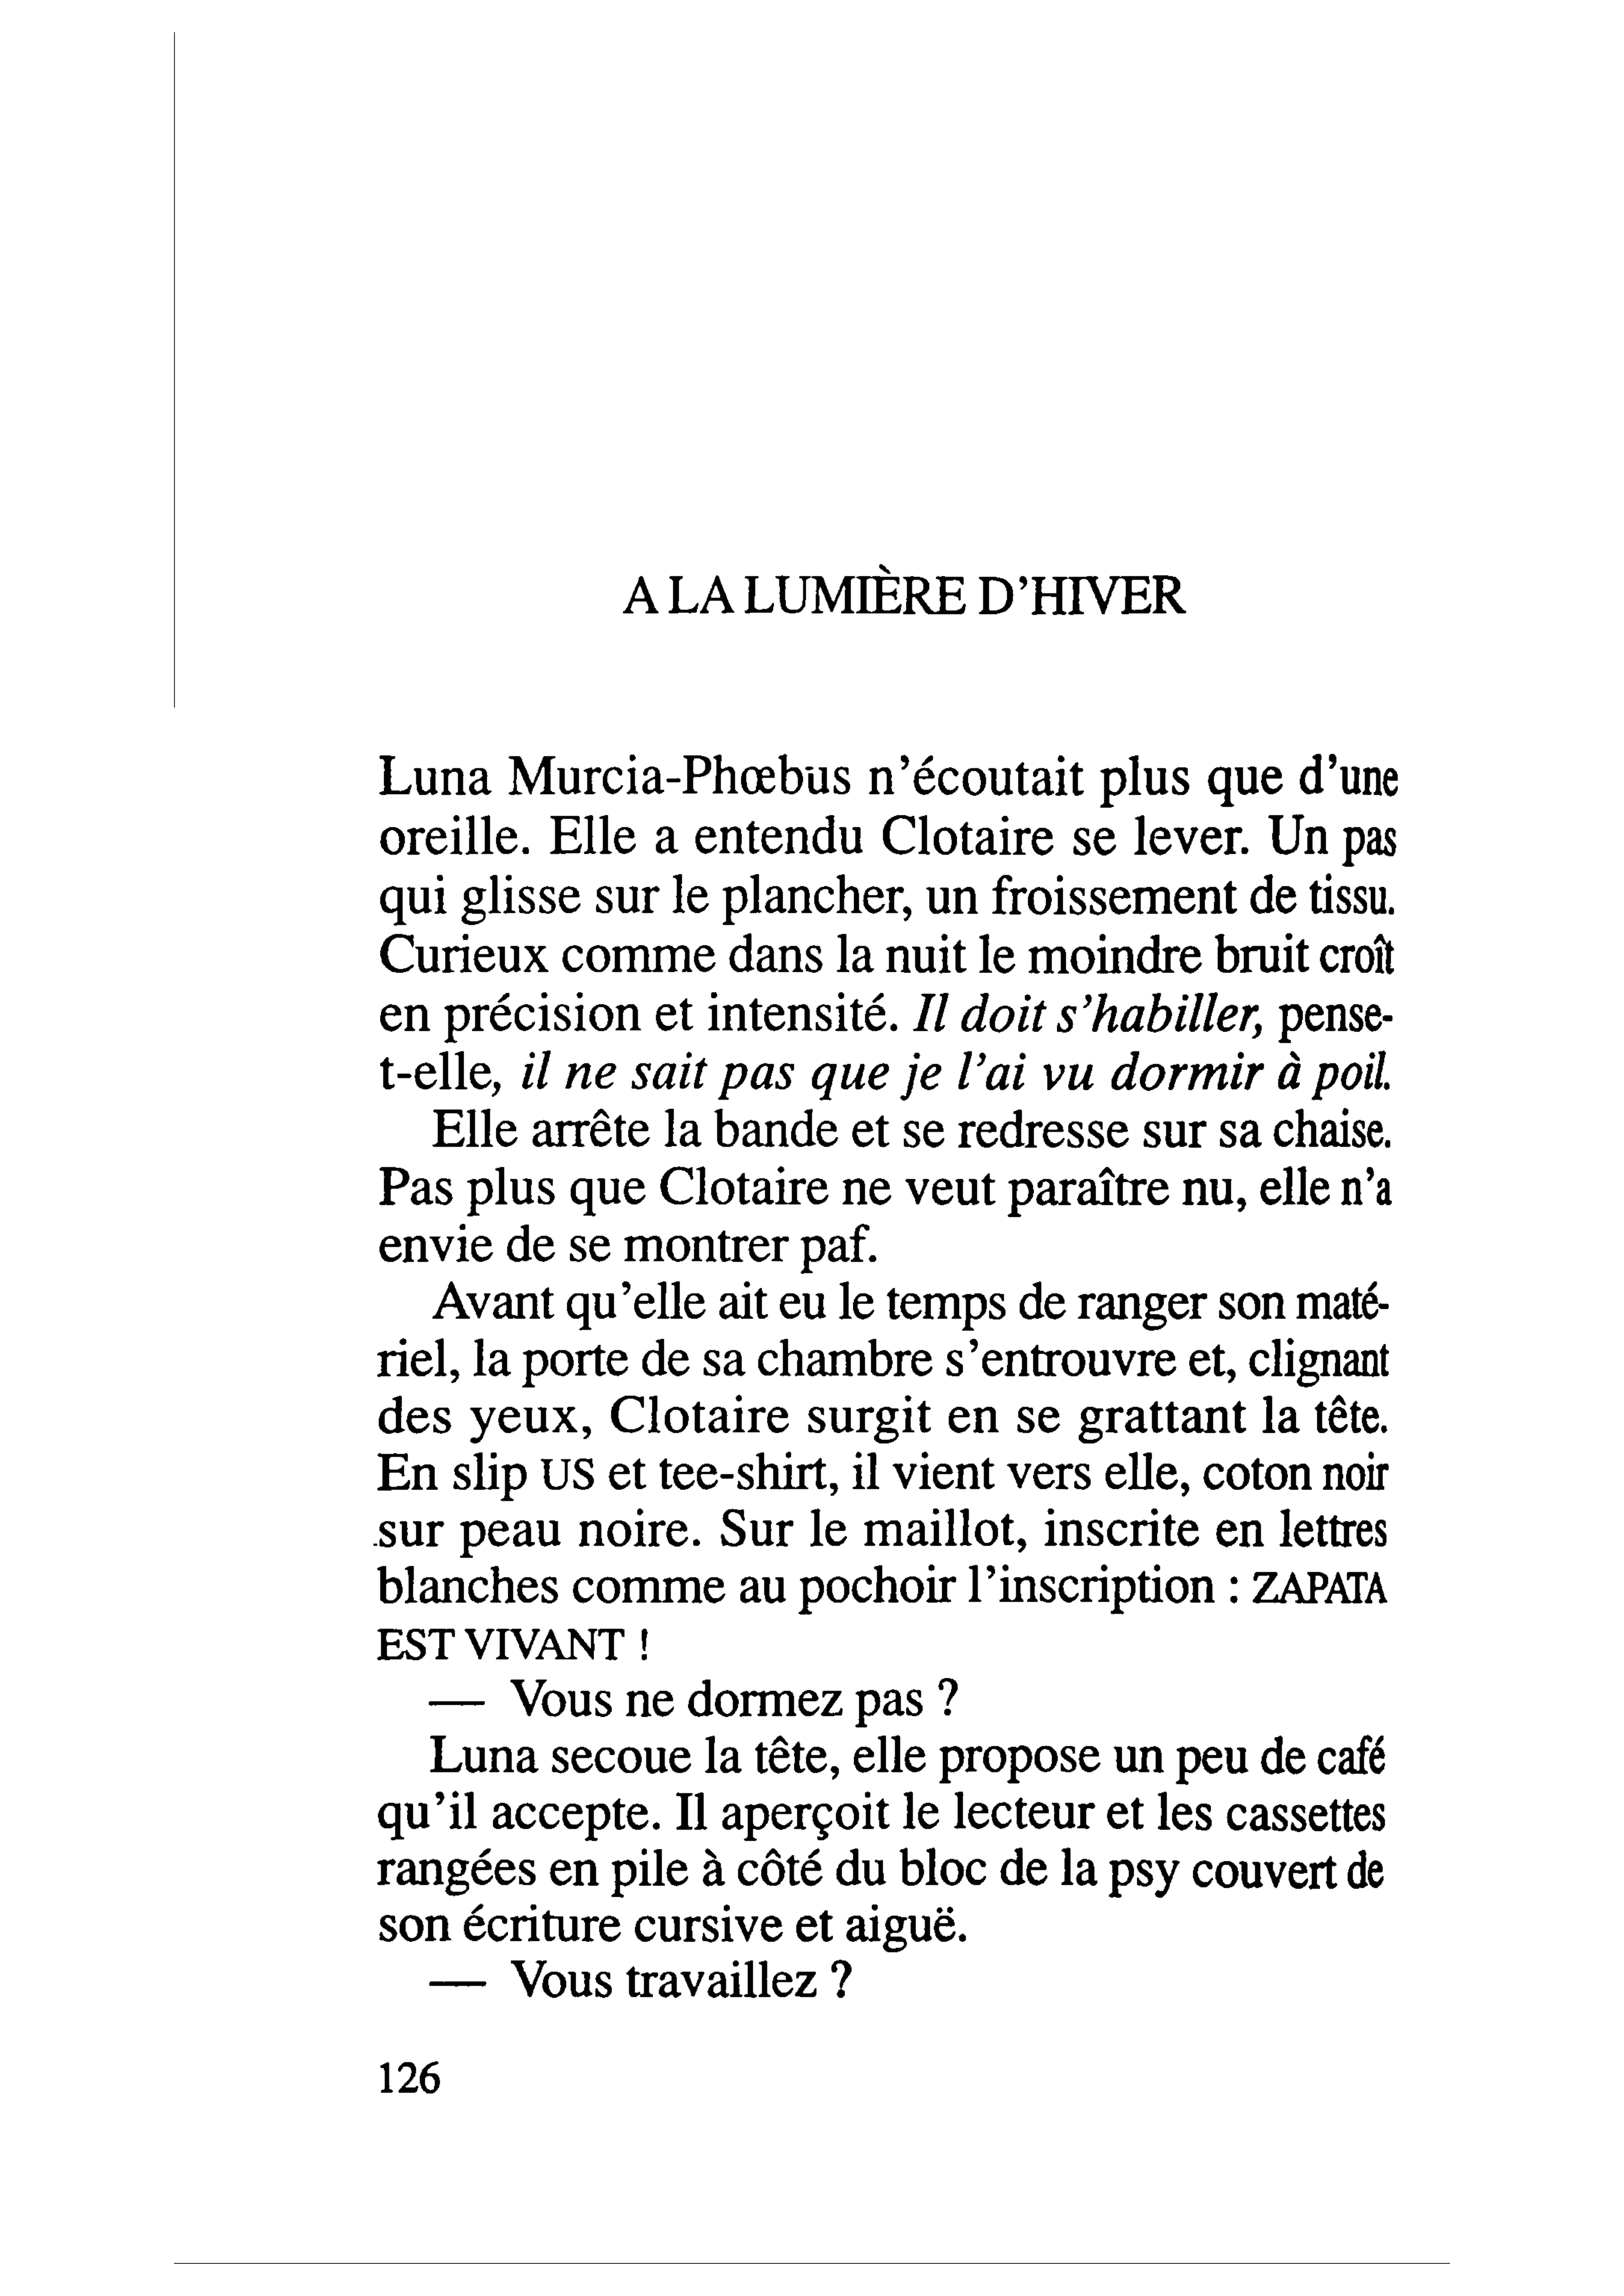 A LA LUMIÈRE D'HIVER
Luna Murcia-Phœbus n'écoutait plus que d'une
oreille. Elle a entendu Clotaire se lever. Un pas
qui glisse sur le plancher, un froissement de tissu.
Curieux comme dans la nuit le moindre bruit croît
en précision et intensité. Il doit s'habiller, pense-
t-elle, il ne sait pas que je l'ai vu dormir à poil.
Elle arrête la bande et se redresse sur sa chaise.
Pas plus que Clotaire ne veut paraître nu, elle n'a
envie de se montrer paf.
Avant qu'elle ait eu le temps de ranger son maté-
riel, la porte de sa chambre s'entrouvre et, clignant
des yeux, Clotaire surgit en se grattant la tête.
En slip US et tee-shirt, il vient vers elle, coton noir
sur peau noire. Sur le maillot, inscrite en lettres
blanches comme au pochoir l'inscription : ZAPATA
EST VIVANT !
— Vous ne dormez pas ?
Luna secoue la tête, elle propose un peu de café
qu'il accepte. Il aperçoit le lecteur et les cassettes
rangées en pile à côté du bloc de la psy couvert de
son écriture cursive et aiguë.
— Vous travaillez ?
126